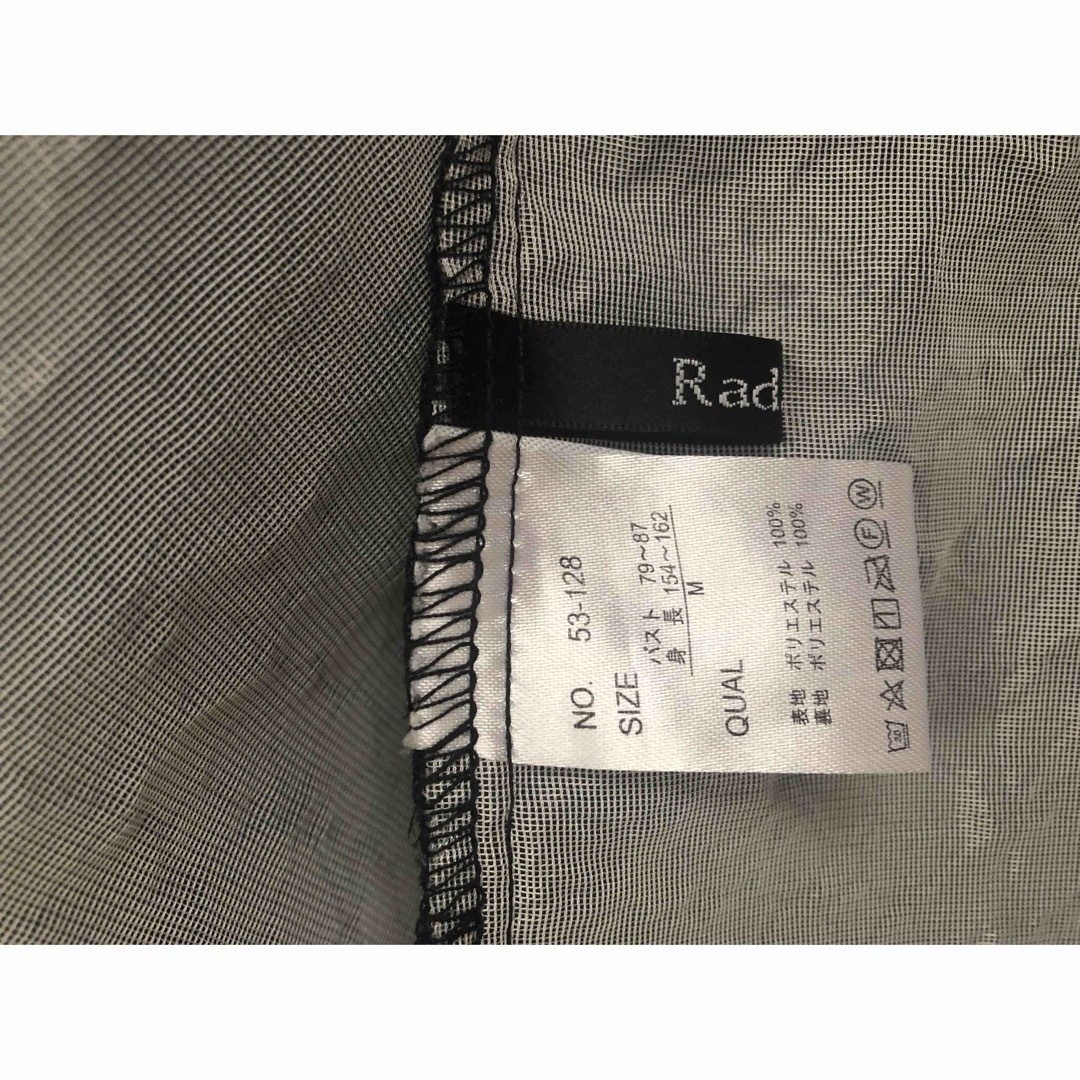 Rad
NO. 53-128
SIZE
バスト 79～87
身 長 154～162
M
QUAL
表地 ポリエステル 100%
裏地 ポリエステル 100%
30
F W